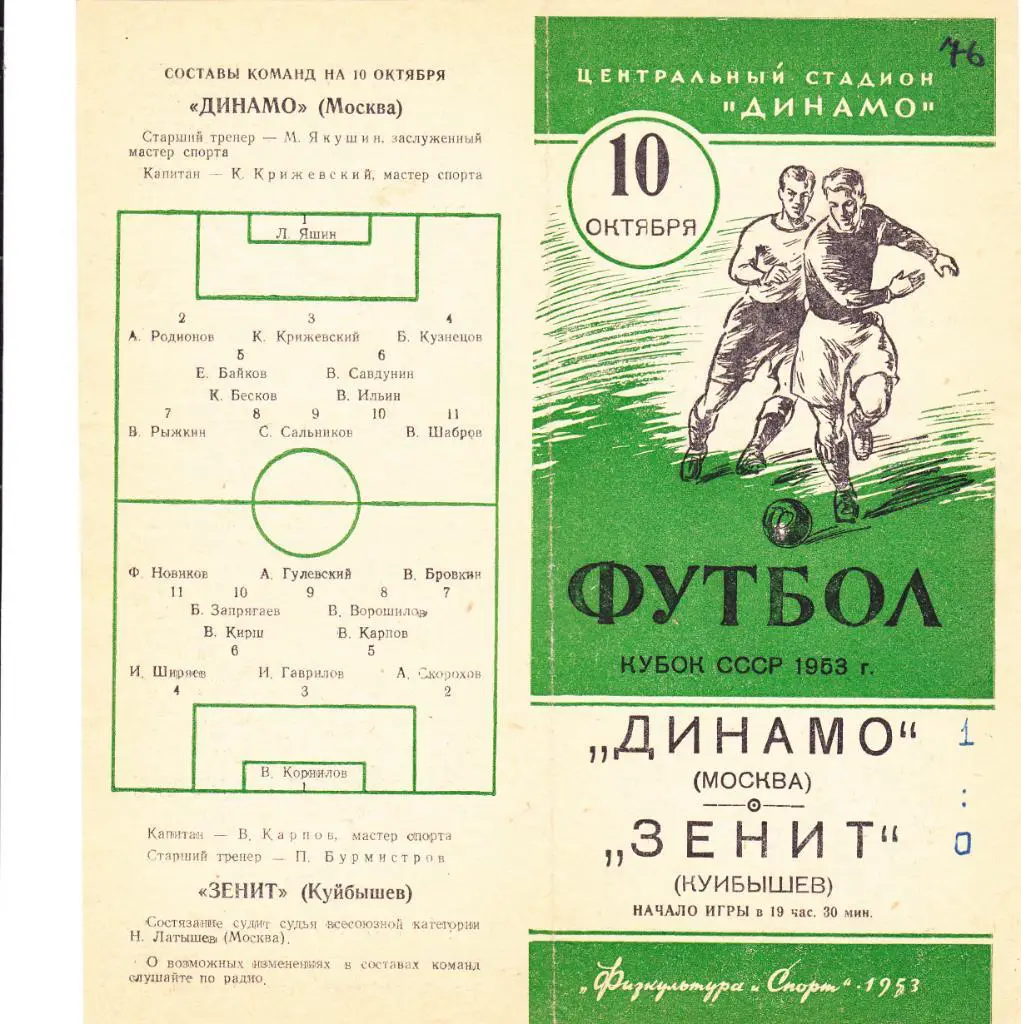 СОСТАВЫ КОМАНД НА 10 ОКТЯБРЯ
«ДИНАМО» (Москва)
Старший тренер — М. Якушин, заслуженный
мастер спорта
Капитан — К. Крижевский, мастер спорта
1
Л. Яшин
2 3 4
А. Родионов К. Крижевский Б. Кузнецов
5 6
Е. Байков В. Савдунин
К. Бесков В. Ильин
7 8 9 10 11
В. Рыжкин С. Сальников В. Шабров
Ф. Новиков А. Гулевский В. Бровкин
11 10 9 8 7
Б. Запрягаев В. Ворошилов
В. Кирш В. Карпов
6 5
И. Ширяев И. Гаврилов А. Скорохов
4 3 2
В. Корнилов
1
Капитан — В. Карпов, мастер спорта
Старший тренер — П. Бурмистров
«ЗЕНИТ» (Куйбышев)
Состязание судит судья всесоюзной категории
Н. Латышев (Москва).
О возможных изменениях в составах команд
слушайте по радио.
76
ЦЕНТРАЛЬНЫЙ СТАДИОН
"ДИНАМО"
10
ОКТЯБРЯ
ФУТБОЛ
КУБОК СССР 1953 г.
„ДИНАМО“ 1
(МОСКВА) :
„ЗЕНИТ“ 0
(КУЙБЫШЕВ)
НАЧАЛО ИГРЫ в 19 час. 30 мин.
„Физкультура и Спорт“ - 1953